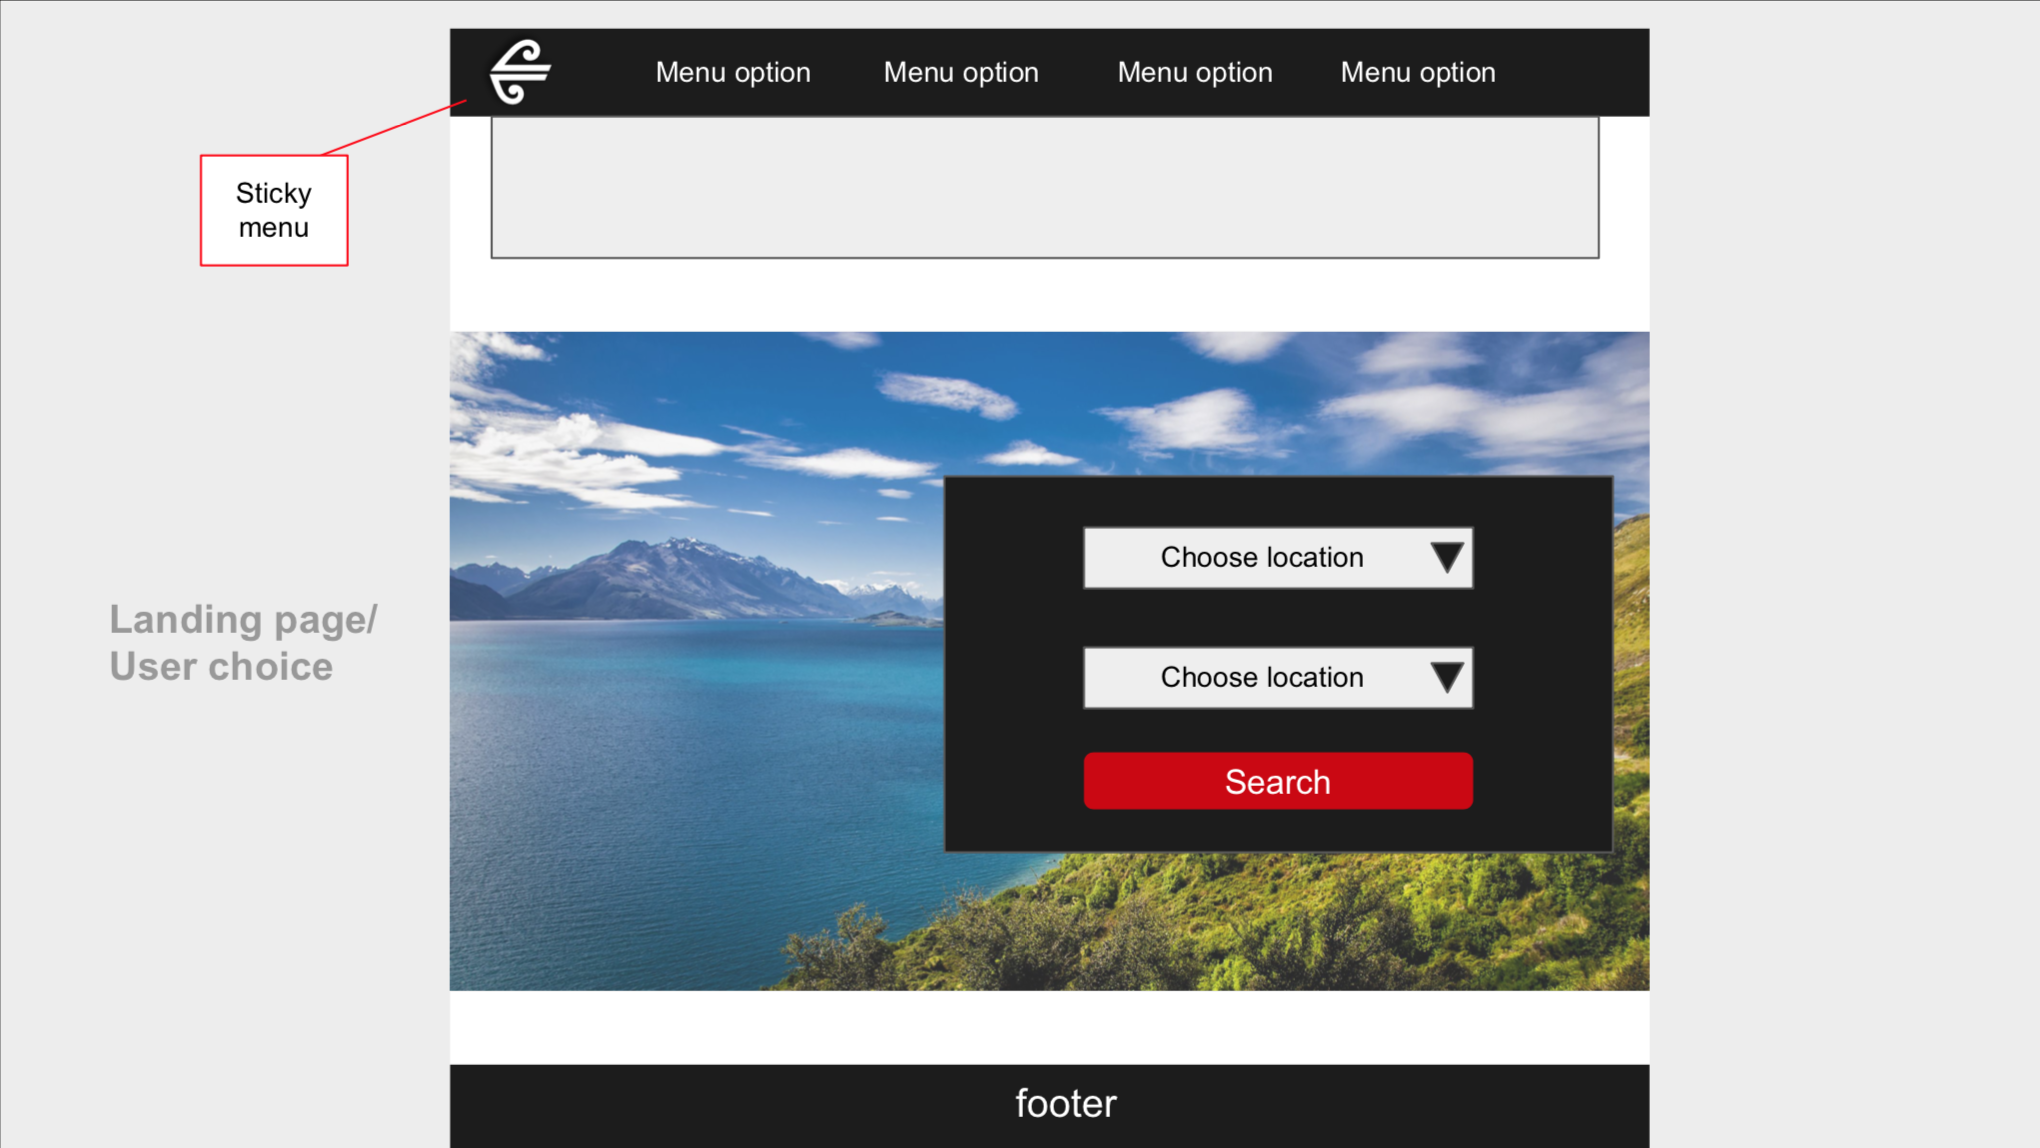 Menu option
Menu option
Menu option
Menu option
Sticky
menu
Choose location
Landing page/
User choice
Choose location
Search
footer